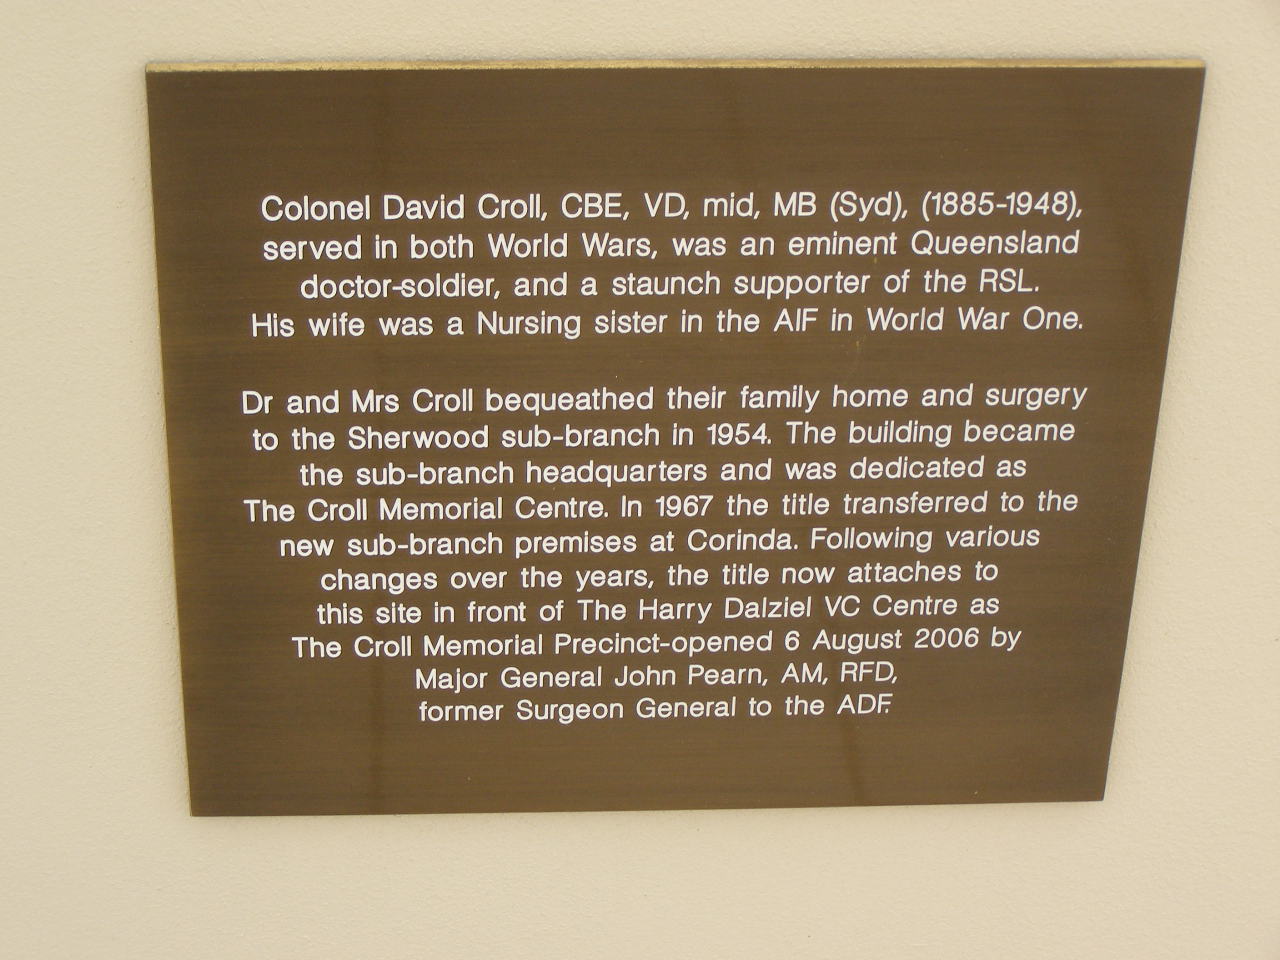 Colonel David Croll, CBE, VD, mid, MB (Syd), (1885-1948),
served in both World Wars, was an eminent Queensland
doctor-soldier, and a staunch supporter of the RSL.
His wife was a Nursing sister in the AIF in World War One.
Dr and Mrs Croll bequeathed their family home and surgery
to the Sherwood sub-branch in 1954. The building became
the sub-branch headquarters and was dedicated as
The Croll Memorial Centre. In 1967 the title transferred to the
new sub-branch premises at Corinda. Following various
changes over the years, the title now attaches to
this site in front of The Harry Dalziel VC Centre as
The Croll Memorial Precinct-opened 6 August 2006 by
Major General John Pearn, AM, RFD,
former Surgeon General to the ADF.